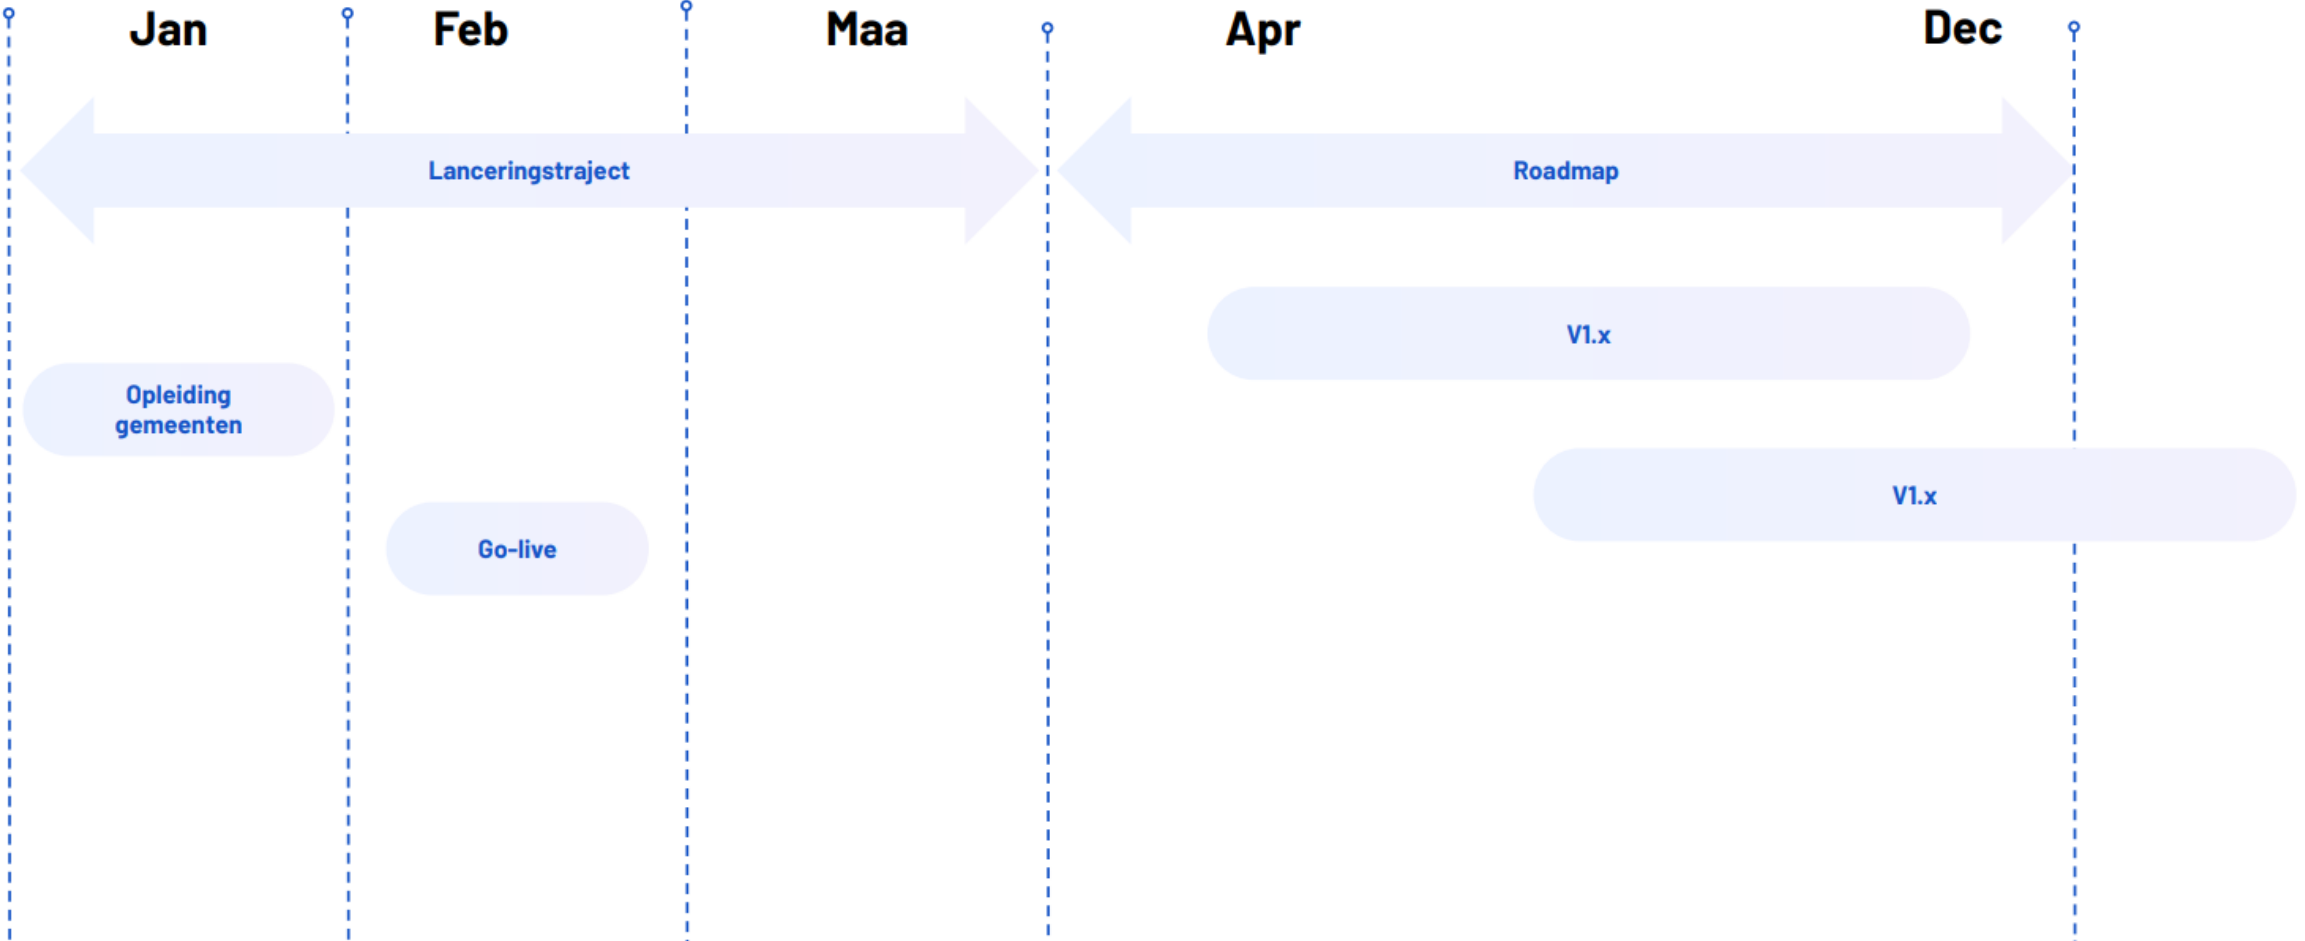 Jan
Feb
Maa
Apr
Dec
Lanceringstraject
Roadmap
V1.x
Opleiding
gemeenten
V1.x
Go-live